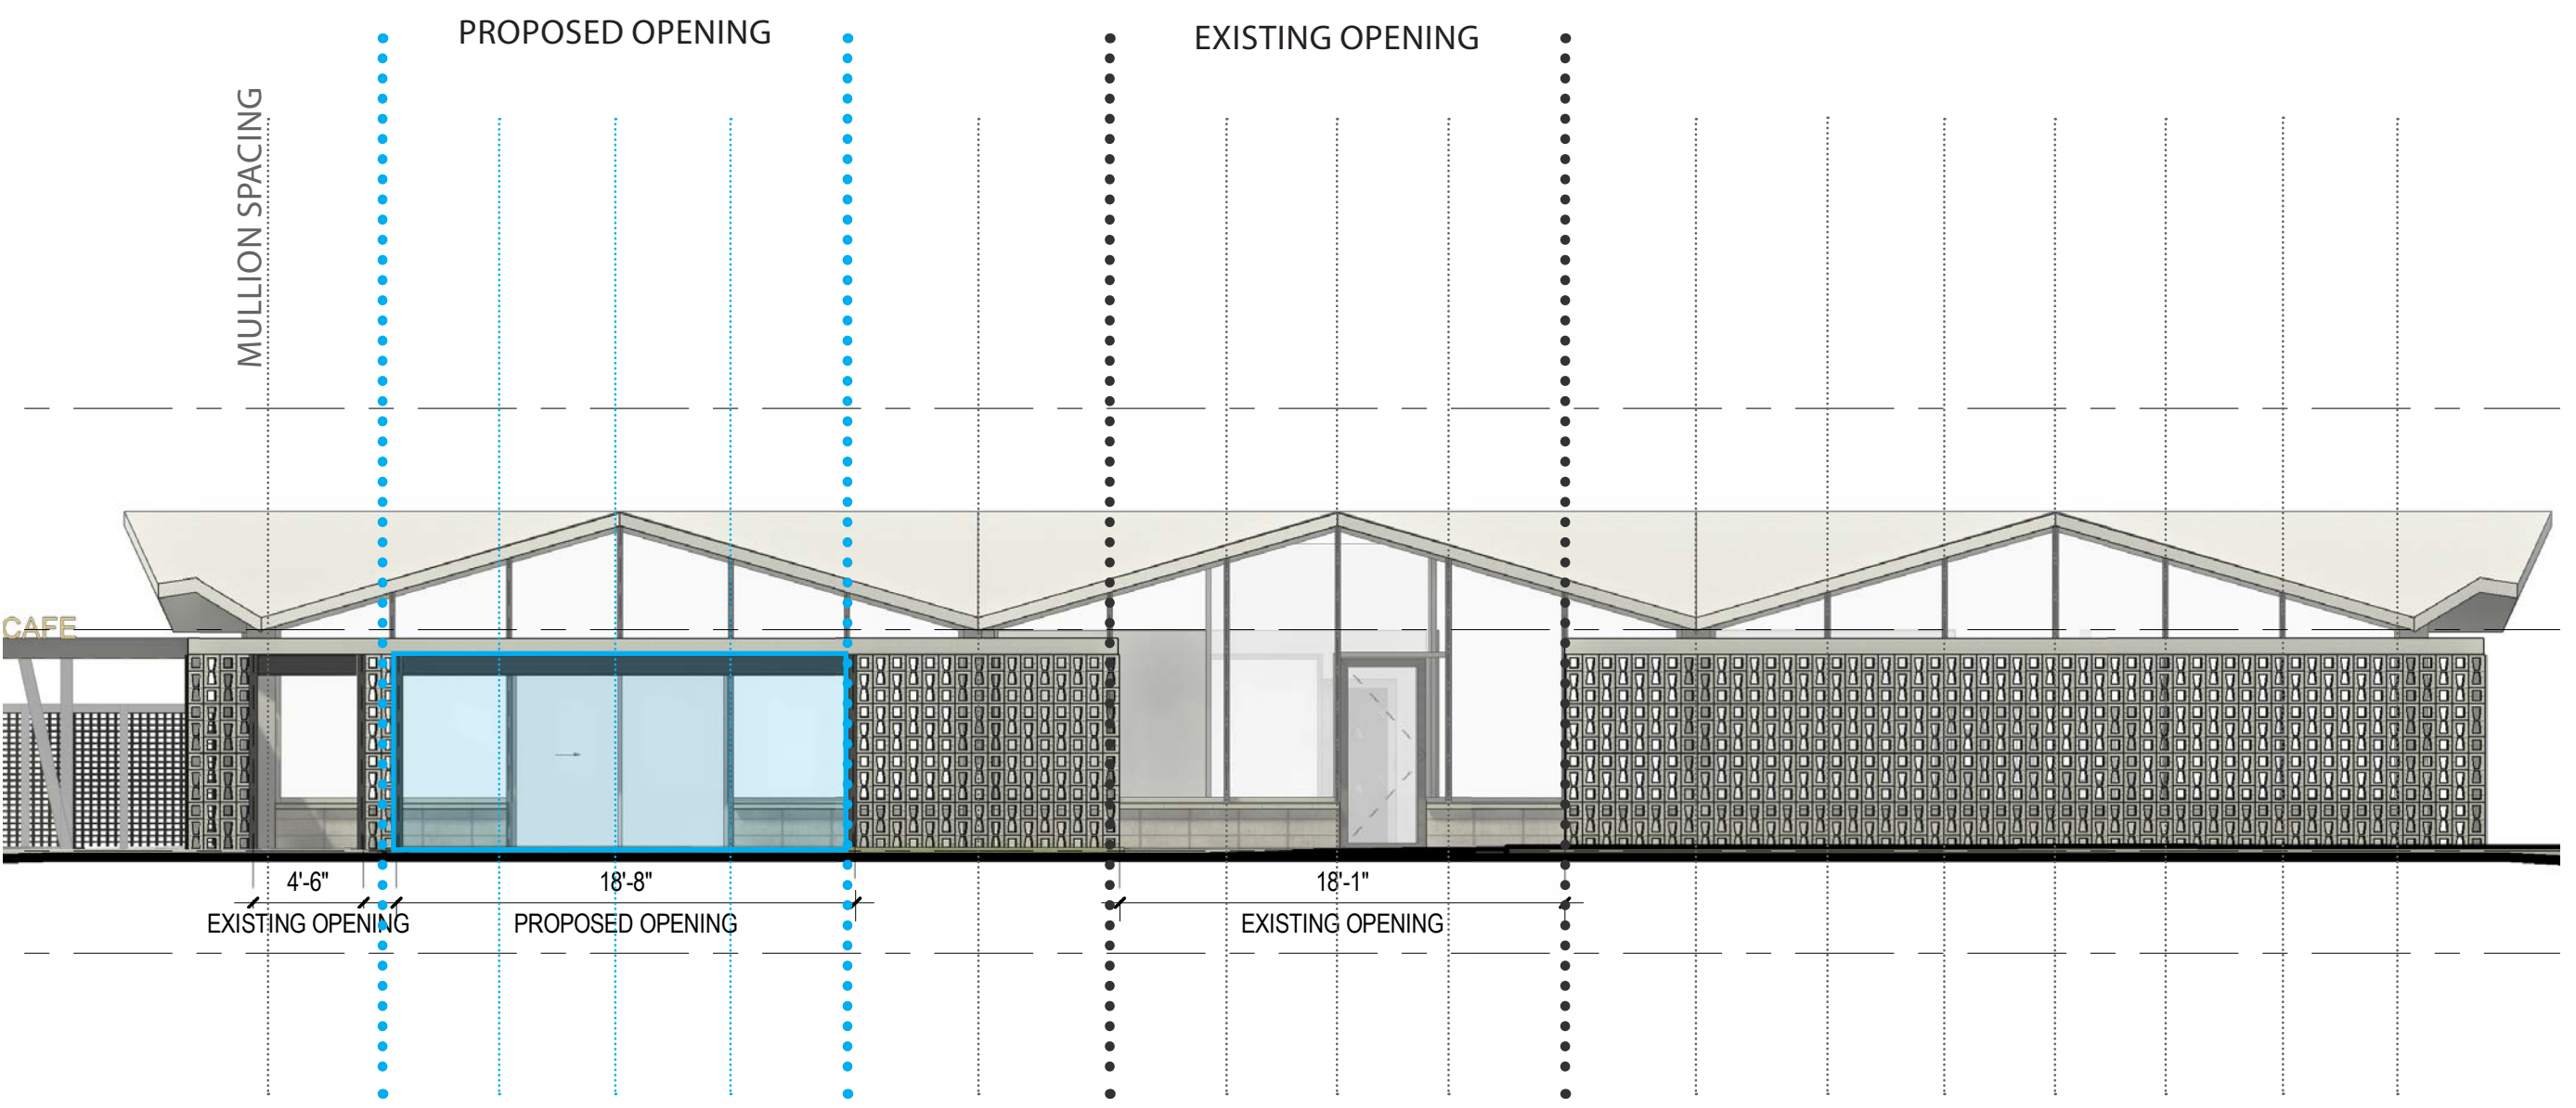 PROPOSED OPENING
EXISTING OPENING
MULLION SPACING
CAFE
4'-6"
18'-8"
18'-1"
EXISTING OPENING
PROPOSED OPENING
EXISTING OPENING